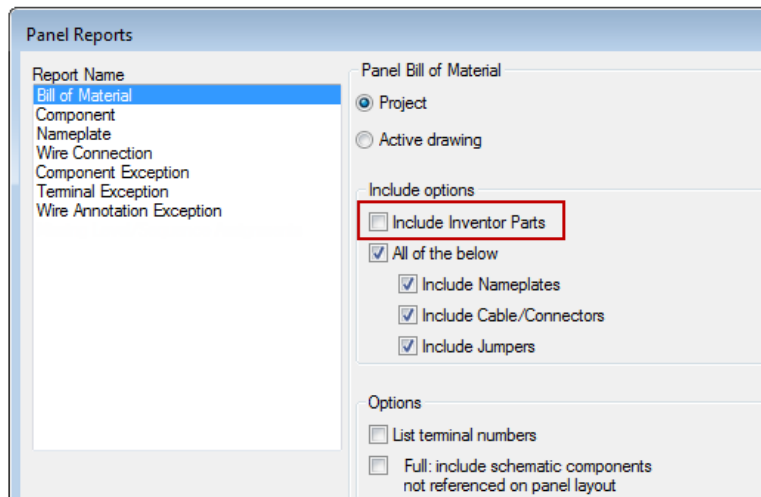 Panel Reports
Report Name
Bill of Material
Component
Nameplate
Wire Connection
Component Exception
Terminal Exception
Wire Annotation Exception
Panel Bill of Material
Project
Active drawing
Include options
Include Inventor Parts
All of the below
Include Nameplates
Include Cable/Connectors
Include Jumpers
Options
List terminal numbers
Full: include schematic components
not referenced on panel layout